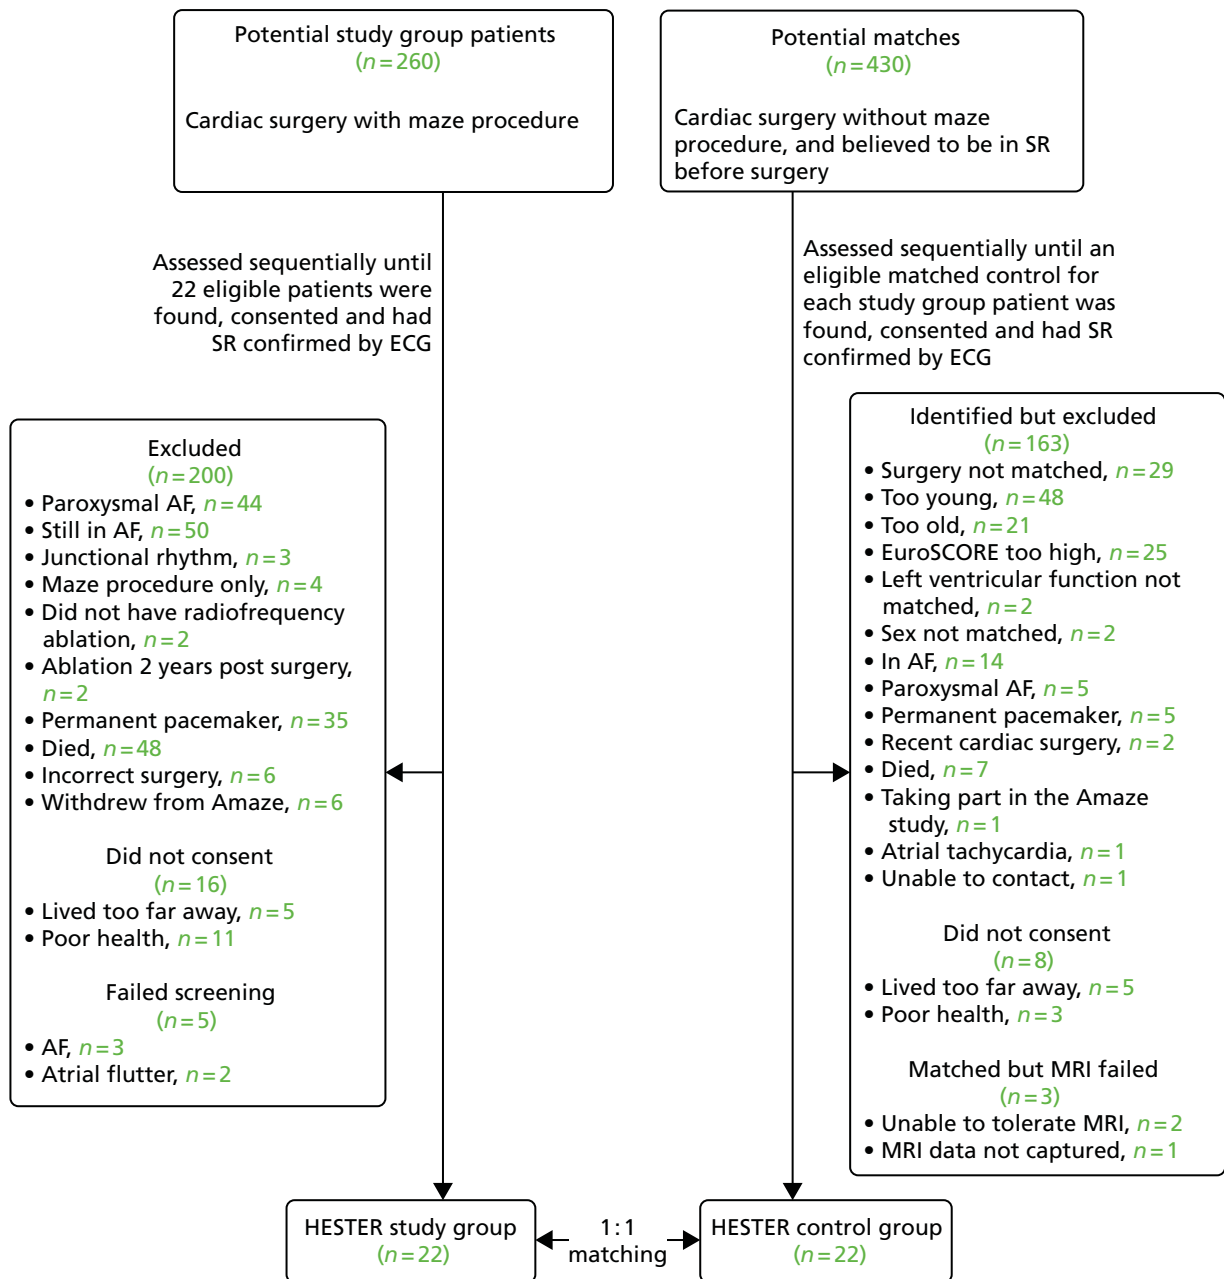 Potential study group patients
(n=260)
Cardiac surgery with maze procedure
Potential matches
(n=430)
Cardiac surgery without maze
procedure, and believed to be in SR
before surgery
Assessed sequentially until
22 eligible patients were
found, consented and had
SR confirmed by ECG
Assessed sequentially until an
eligible matched control for
each study group patient was
found, consented and had SR
confirmed by ECG
Excluded
(n=200)
• Paroxysmal AF, n=44
• Still in AF, n=50
• Junctional rhythm, n=3
• Maze procedure only, n=4
• Did not have radiofrequency
ablation, n=2
• Ablation 2 years post surgery,
n=2
• Permanent pacemaker, n=35
• Died, n=48
• Incorrect surgery, n=6
• Withdrew from Amaze, n=6
Did not consent
(n=16)
• Lived too far away, n=5
• Poor health, n=11
Failed screening
(n=5)
• AF, n=3
• Atrial flutter, n=2
Identified but excluded
(n=163)
• Surgery not matched, n=29
• Too young, n=48
• Too old, n=21
• EuroSCORE too high, n=25
• Left ventricular function not
matched, n=2
• Sex not matched, n=2
• In AF, n=14
• Paroxysmal AF, n=5
• Permanent pacemaker, n=5
• Recent cardiac surgery, n=2
• Died, n=7
• Taking part in the Amaze
study, n=1
• Atrial tachycardia, n=1
• Unable to contact, n=1
Did not consent
(n=8)
• Lived too far away, n=5
• Poor health, n=3
Matched but MRI failed
(n=3)
• Unable to tolerate MRI, n=2
• MRI data not captured, n=1
HESTER study group
(n=22)
1:1
matching
HESTER control group
(n=22)